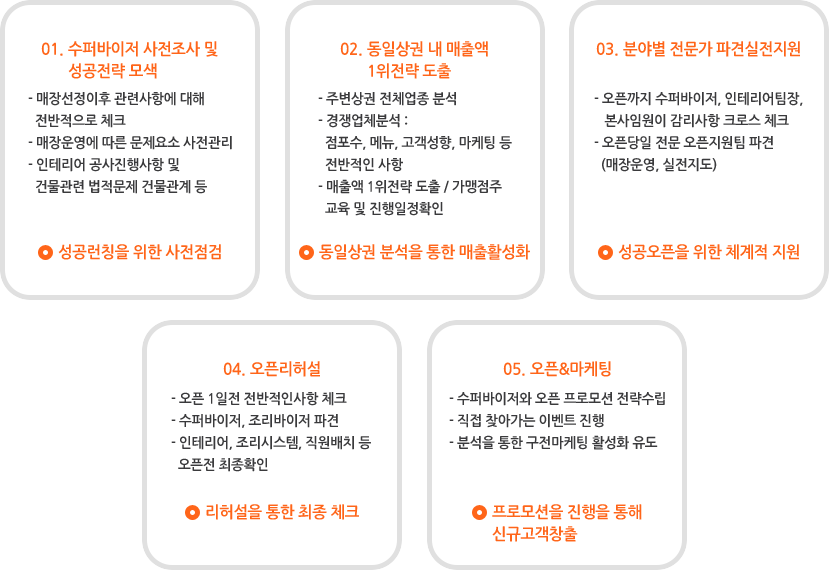 01. 수퍼바이저 사전조사 및
성공전략 모색
- 매장선정이후 관련사항에 대해
전반적으로 체크
- 매장운영에 따른 문제요소 사전관리
- 인테리어 공사진행사항 및
건물관련 법적문제 건물관계 등
성공런칭을 위한 사전점검
02. 동일상권 내 매출액
1위전략 도출
- 주변상권 전체업종 분석
- 경쟁업체분석 :
점포수, 메뉴, 고객성향, 마케팅 등
전반적인 사항
- 매출액 1위전략 도출 / 가맹점주
교육 및 진행일정확인
동일상권 분석을 통한 매출활성화
03. 분야별 전문가 파견실전지원
- 오픈까지 수퍼바이저, 인테리어팀장,
본사임원이 감리사항 크로스 체크
- 오픈당일 전문 오픈지원팀 파견
(매장운영, 실전지도)
성공오픈을 위한 체계적 지원
04. 오픈리허설
- 오픈 1일전 전반적인사항 체크
- 수퍼바이저, 조리바이저 파견
- 인테리어, 조리시스템, 직원배치 등
오픈전 최종확인
리허설을 통한 최종 체크
05. 오픈&마케팅
- 수퍼바이저와 오픈 프로모션 전략수립
- 직접 찾아가는 이벤트 진행
- 분석을 통한 구전마케팅 활성화 유도
프로모션을 진행을 통해
신규고객창출